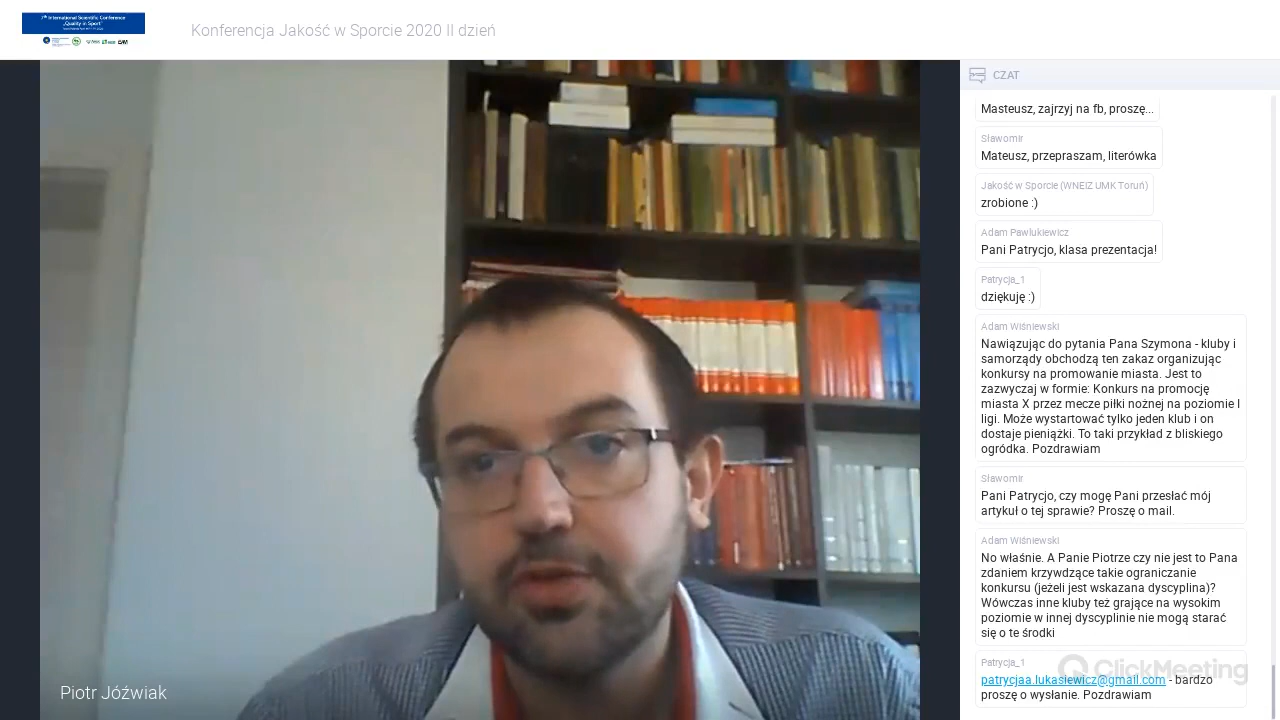 7th International Scientific Conference
„Quality in Sport"
Konferencja Jakość w Sporcie 2020 II dzień
CZAT
Masteusz, zajrzyj na fb, proszę...
Sławomir
Mateusz, przepraszam, literówka
Jakość w Sporcie (WNEiZ UMK Toruń)
zrobione :)
Adam Pawlukiewicz
Pani Patrycjo, klasa prezentacja!
Patrycja_1
dziękuję :)
Adam Wiśniewski
Nawiązując do pytania Pana Szymona - kluby i
samorządy obchodzą ten zakaz organizując
konkursy na promowanie miasta. Jest to
zazwyczaj w formie: Konkurs na promocję
miasta X przez mecze piłki nożnej na poziomie I
ligi. Może wystartować tylko jeden klub i on
dostaje pieniążki. To taki przykład z bliskiego
ogródka. Pozdrawiam
Sławomir
Pani Patrycjo, czy mogę Pani przesłać mój
artykuł o tej sprawie? Proszę o mail.
Adam Wiśniewski
No właśnie. A Panie Piotrze czy nie jest to Pana
zdaniem krzywdzące takie ograniczanie
konkursu (jeżeli jest wskazana dyscyplina)?
Wówczas inne kluby też grające na wysokim
poziomie w innej dyscyplinie nie mogą starać
się o te środki
Patrycja_1
patrycjaa.lukasiewicz@gmail.com - bardzo
proszę o wysłanie. Pozdrawiam
ClickMeeting
Piotr Jóźwiak